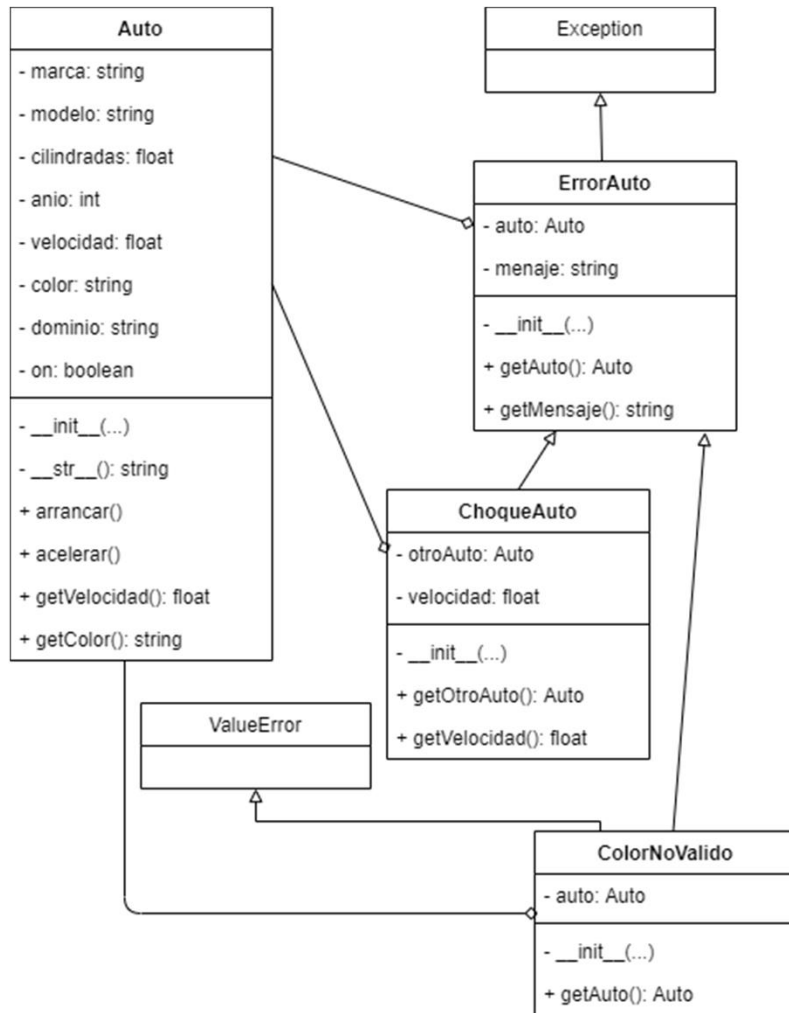 Auto
- marca: string
- modelo: string
- cilindradas: float
- anio: int
- velocidad: float
- color: string
- dominio: string
- on: boolean
- __init__(...)
- __str__(): string
+ arrancar()
+ acelerar()
+ getVelocidad(): float
+ getColor(): string
Exception
ErrorAuto
- auto: Auto
- menaje: string
- __init__(...)
+ getAuto(): Auto
+ getMensaje(): string
ChoqueAuto
- otroAuto: Auto
- velocidad: float
- __init__(...)
+ getOtroAuto(): Auto
+ getVelocidad(): float
ValueError
ColorNoValido
- auto: Auto
- __init__(...)
+ getAuto(): Auto